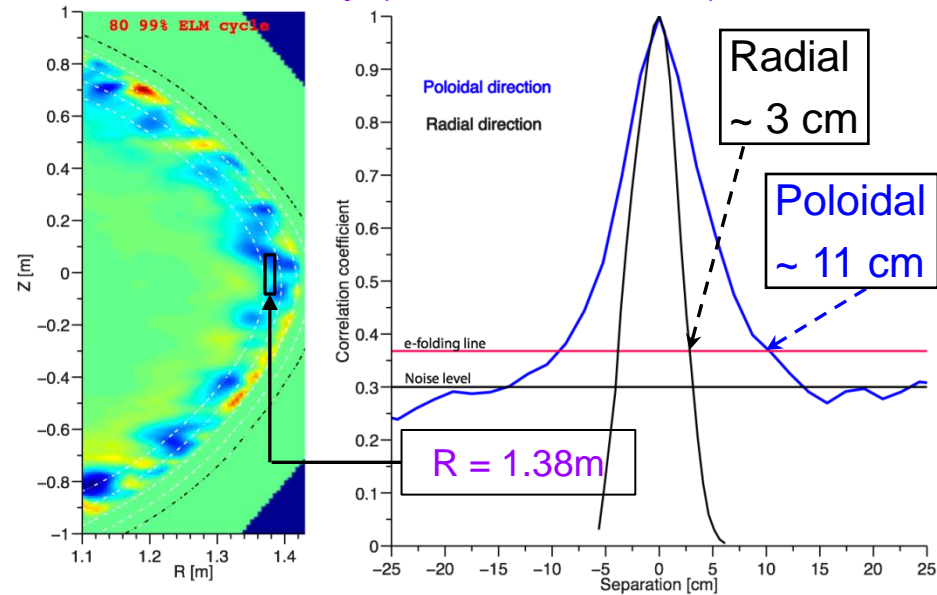 80 99% ELM cycle
1
0.8
0.6
0.4
0.2
0
−0.2
−0.4
−0.6
−0.8
−1
Z [m]
1.1
1.2
1.3
1.4
R [m]
1
0.9
0.8
0.7
0.6
0.5
0.4
0.3
0.2
0.1
0
Correlation coefficient
Poloidal direction
Radial direction
e-folding line
Noise level
Radial
~ 3 cm
Poloidal
~ 11 cm
R = 1.38m
−25
−20
−15
−10
−5
0
5
10
15
20
25
Separation [cm]